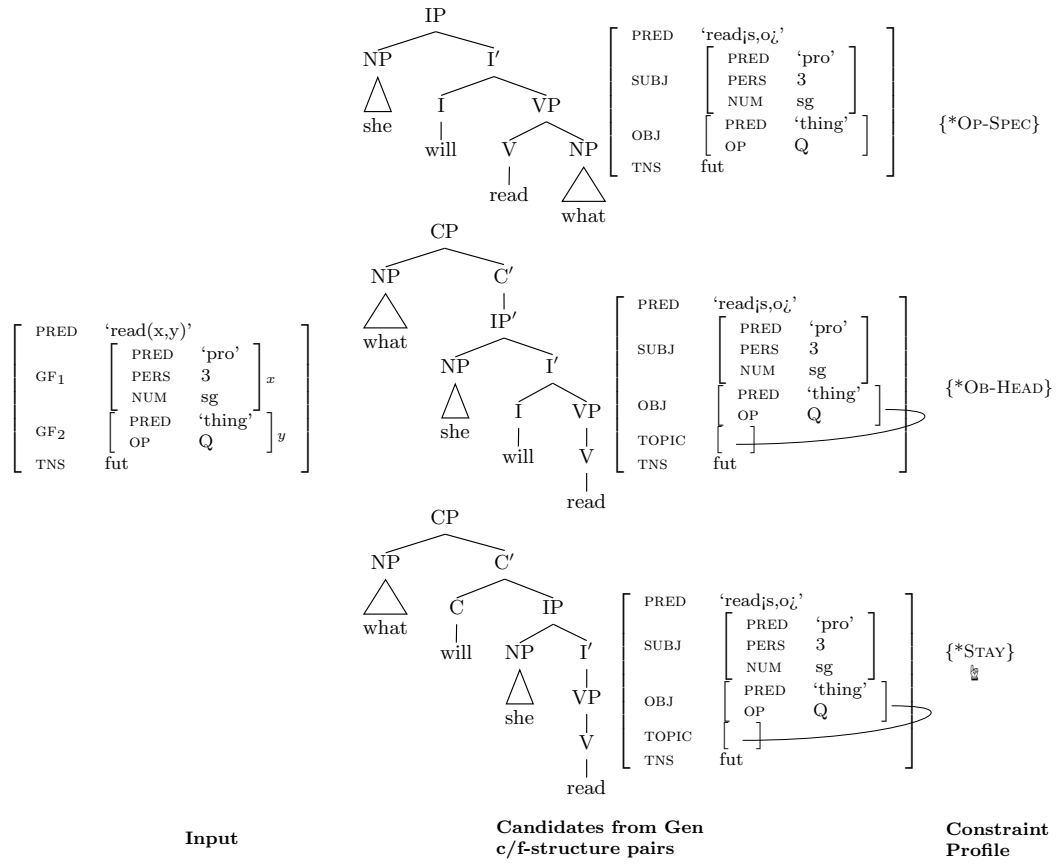 IP
NP I′
I VP
she
will V NP
read
what
PRED ‘read¡s,o¿’
SUBJ PRED ‘pro’
PERS 3
NUM sg
OBJ PRED ‘thing’
OP Q
TNS fut
{*OP-SPEC}
CP
NP C′
what IP′
NP I′
she I VP
will V
read
PRED ‘read¡s,o¿’
SUBJ PRED ‘pro’
PERS 3
NUM sg
OBJ PRED ‘thing’
OP Q
TOPIC
TNS fut
{*OB-HEAD}
PRED ‘read(x,y)’
GF1 PRED ‘pro’
PERS 3 x
NUM sg
GF2 PRED ‘thing’ y
OP Q
TNS fut
CP
NP C′
what C IP
will NP I′
she VP
V
read
PRED ‘read¡s,o¿’
SUBJ PRED ‘pro’
PERS 3
NUM sg
OBJ PRED ‘thing’
OP Q
TOPIC
TNS fut
{*STAY}
☝
Input
Candidates from Gen
c/f-structure pairs
Constraint
Profile